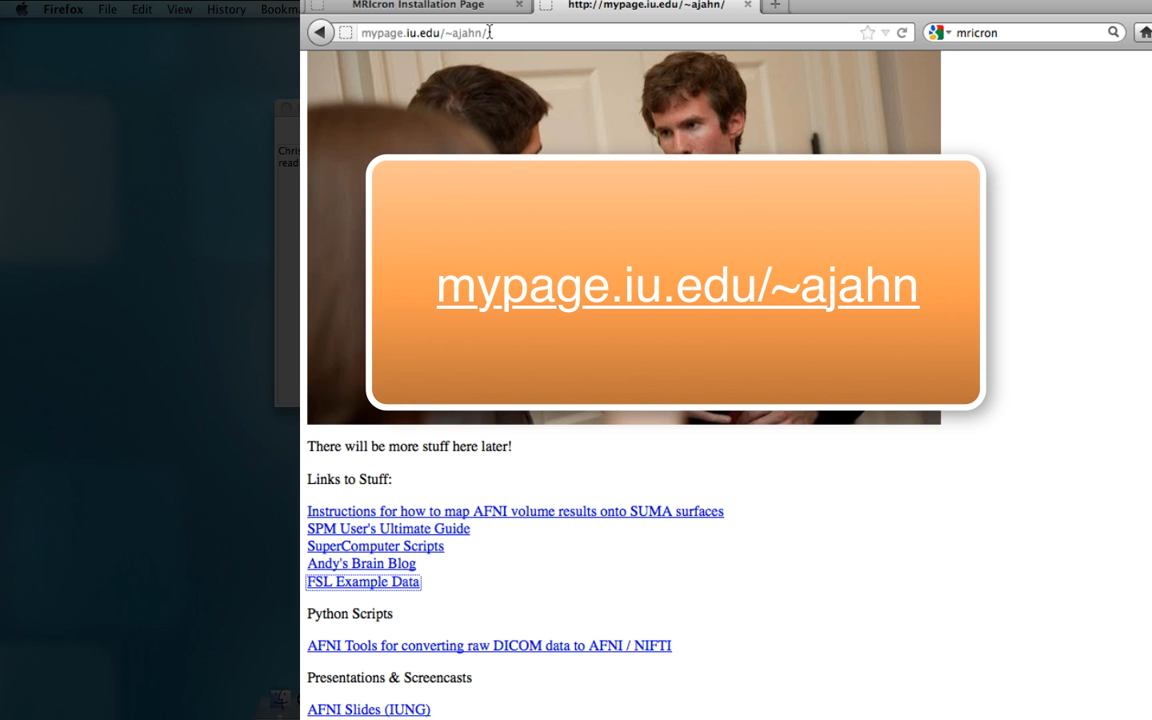 Firefox File Edit View History Bookm
MRIcron Installation Page
http://mypage.iu.edu/~ajahn/
mypage.iu.edu/~ajahn/
mricron
Chris
read
mypage.iu.edu/~ajahn
There will be more stuff here later!
Links to Stuff:
Instructions for how to map AFNI volume results onto SUMA surfaces
SPM User's Ultimate Guide
SuperComputer Scripts
Andy's Brain Blog
FSL Example Data
Python Scripts
AFNI Tools for converting raw DICOM data to AFNI / NIFTI
Presentations & Screencasts
AFNI Slides (IUNG)